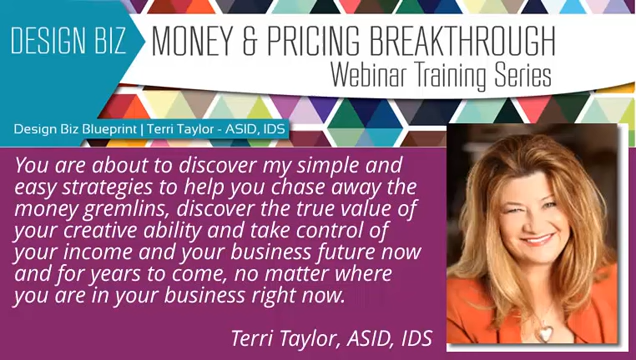 DESIGN BIZ
MONEY & PRICING BREAKTHROUGH
Webinar Training Series
Design Biz Blueprint | Terri Taylor - ASID, IDS
You are about to discover my simple and
easy strategies to help you chase away the
money gremlins, discover the true value of
your creative ability and take control of
your income and your business future now
and for years to come, no matter where
you are in your business right now.
Terri Taylor, ASID, IDS